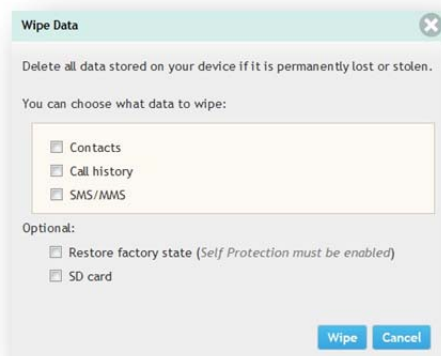 Wipe Data
Delete all data stored on your device if it is permanently lost or stolen.
You can choose what data to wipe:
Contacts
Call history
SMS/MMS
Optional:
Restore factory state (Self Protection must be enabled)
SD card
Wipe Cancel